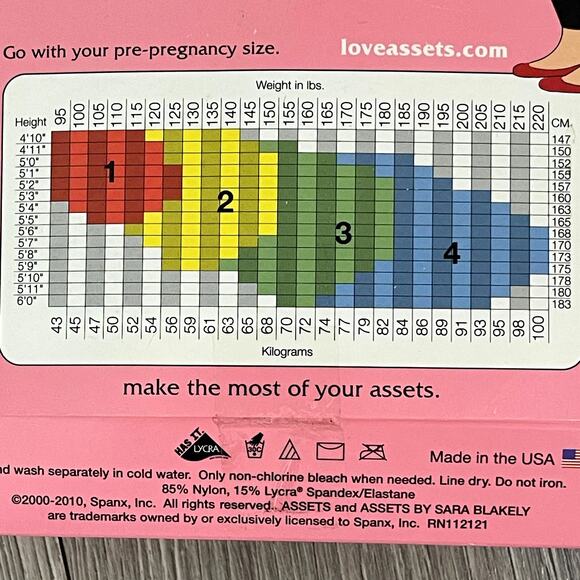 Go with your pre-pregnancy size.
loveassets.com
Weight in lbs.
Height 95 100 105 110 115 120 125 130 135 140 145 150 155 160 165 170 175 180 185 190 195 200 205 210 215 220 CM
4'10" 147
4'11" 150
5'0" 152
5'1" 155
5'2" 157
5'3" 160
5'4" 163
5'5" 165
5'6" 168
5'7" 170
5'8" 173
5'9" 175
5'10" 178
5'11" 180
6'0" 183
1
2
3
4
43 45 47 50 52 54 56 59 61 63 65 68 70 72 74 77 79 82 84 86 89 91 93 95 98 100
Kilograms
make the most of your assets.
HAS IT.
LYCRA
Made in the USA
nd wash separately in cold water. Only non-chlorine bleach when needed. Line dry. Do not iron.
85% Nylon, 15% Lycra® Spandex/Elastane
©2000-2010, Spanx, Inc. All rights reserved. ASSETS and ASSETS BY SARA BLAKELY
are trademarks owned by or exclusively licensed to Spanx, Inc. RN112121